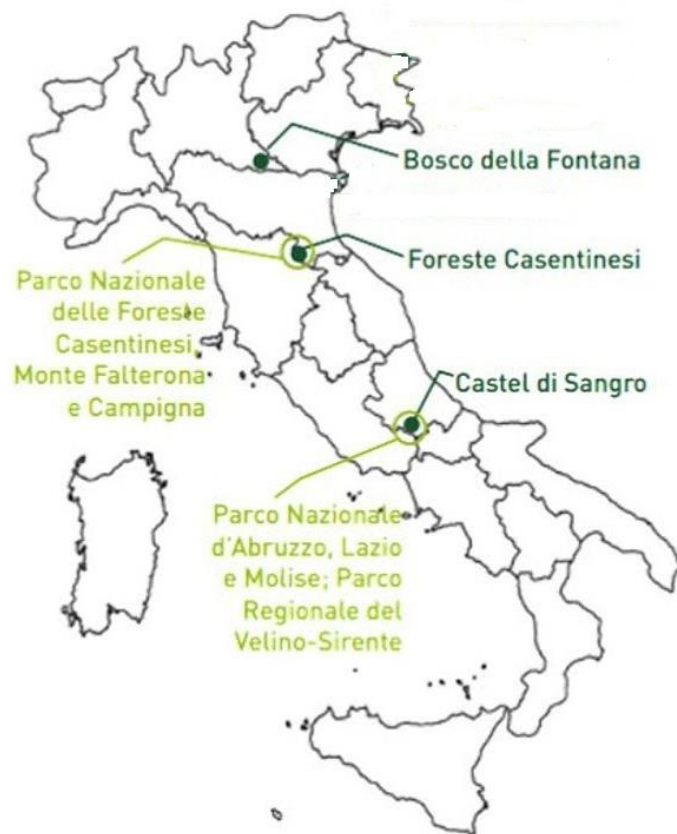 Bosco della Fontana
Foreste Casentinesi
Parco Nazionale
delle Foreste
Casentinesi,
Monte Falterona
e Campigna
Castel di Sangro
Parco Nazionale
d'Abruzzo, Lazio
e Molise; Parco
Regionale del
Velino-Sirente